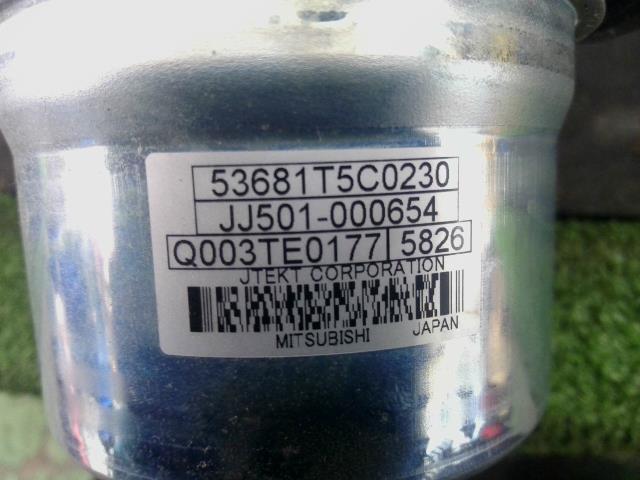 53681T5C0230
JJ501-000654
Q003TE0177 5826
JTEKT CORPORATION
MITSUBISHI JAPAN